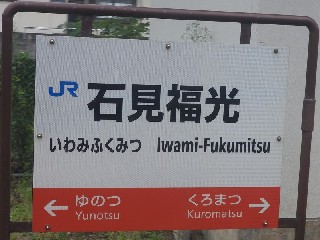 JR 石見福光
いわみふくみつ Iwami-Fukumitsu
← ゆのつ くろまつ →
Yunotsu Kuromatsu